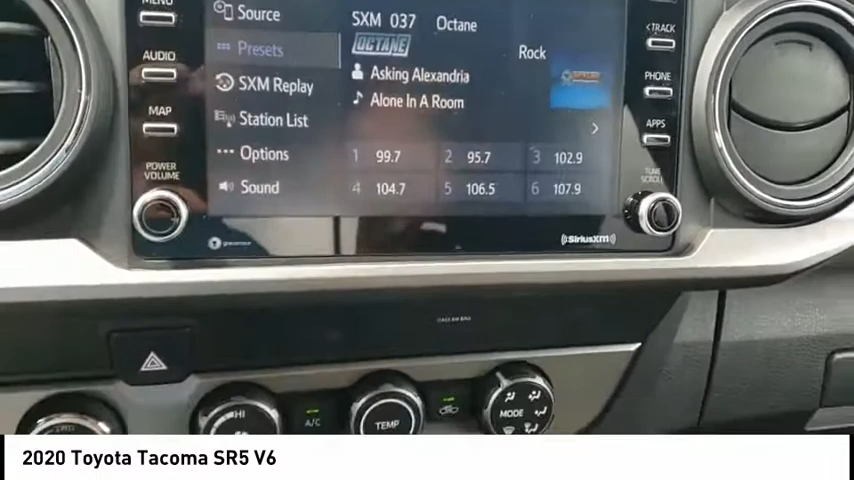 MENU
AUDIO
MAP
POWER
VOLUME
Source
Presets
SXM Replay
Station List
Options
Sound
SXM 037 Octane
OCTANE
Rock
Asking Alexandria
Alone In A Room
1 99.7 2 95.7 3 102.9
4 104.7 5 106.5 6 107.9
<TRACK
PHONE
APPS
TUNE
SCROLL
gracenote
SiriusXM
HI
A/C
TEMP
MODE
2020 Toyota Tacoma SR5 V6